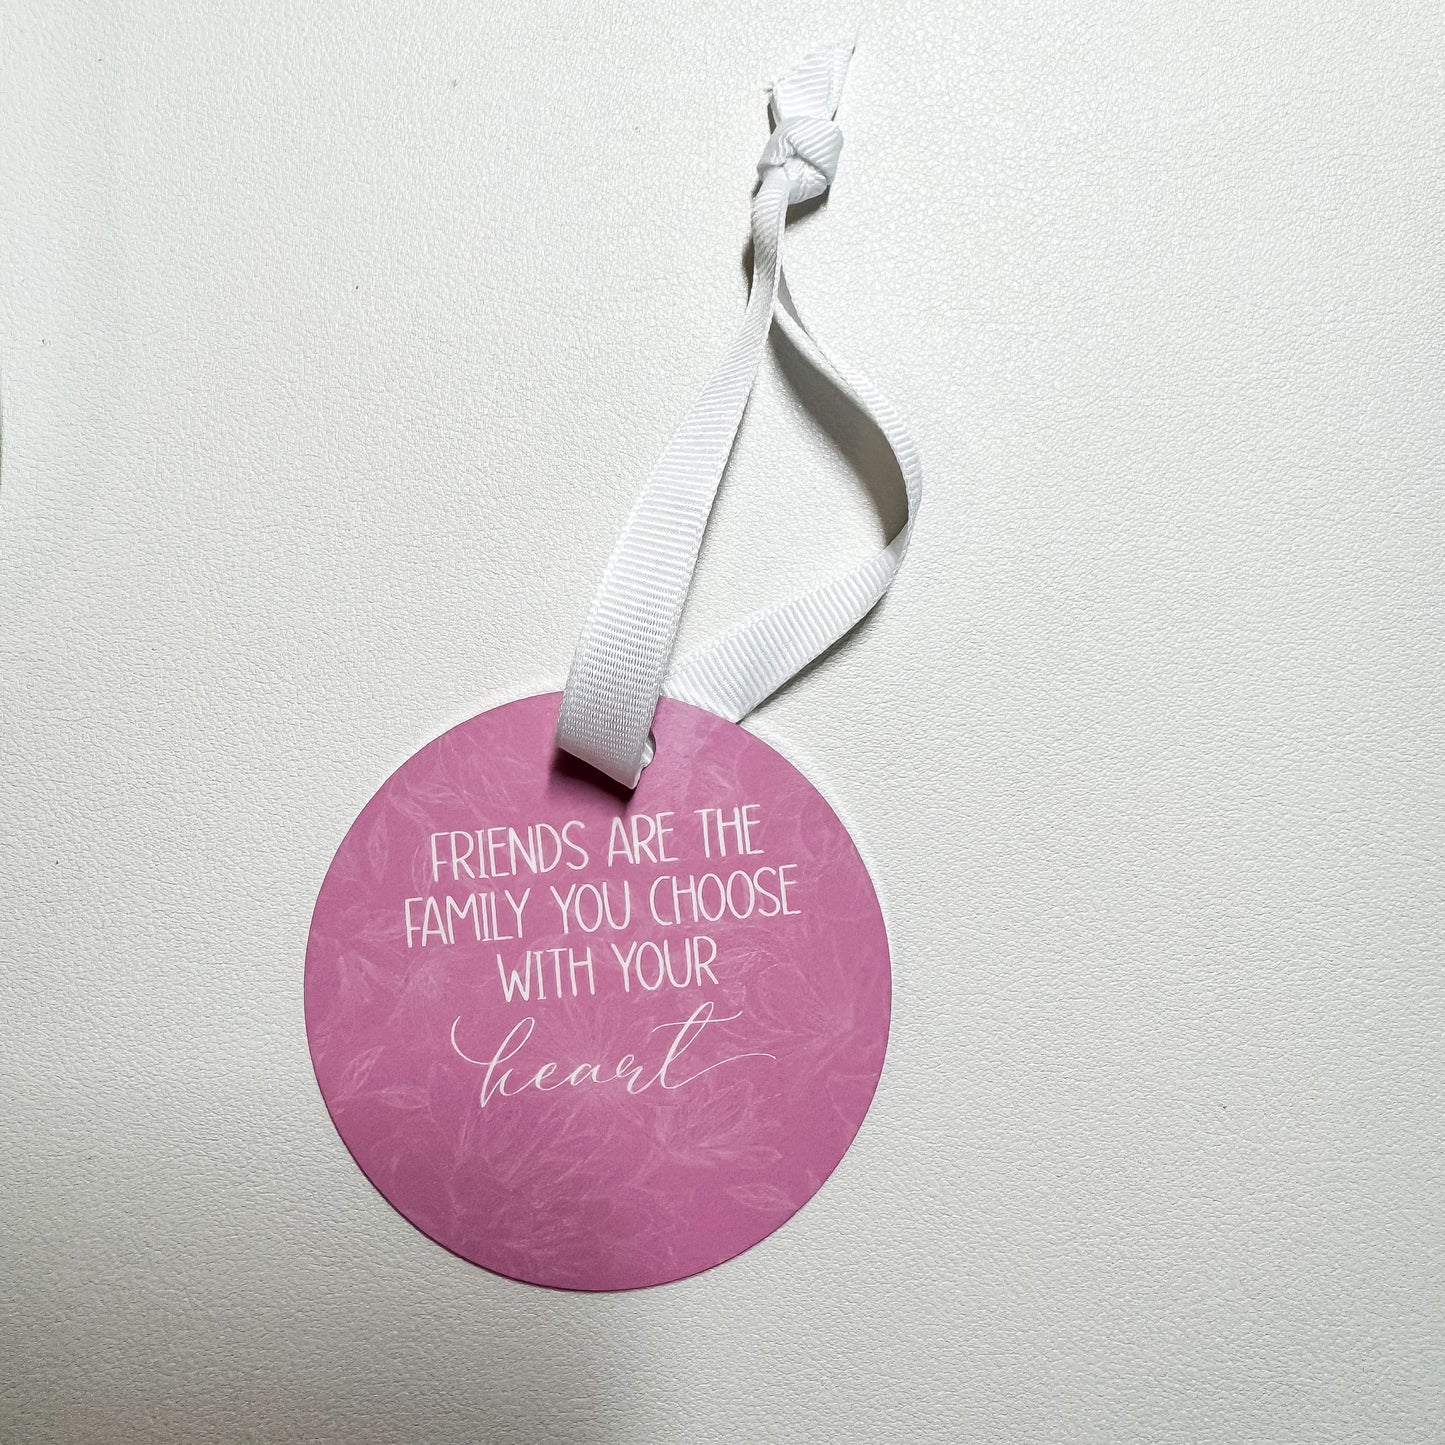 FRIENDS ARE THE
FAMILY YOU CHOOSE
WITH YOUR
heart